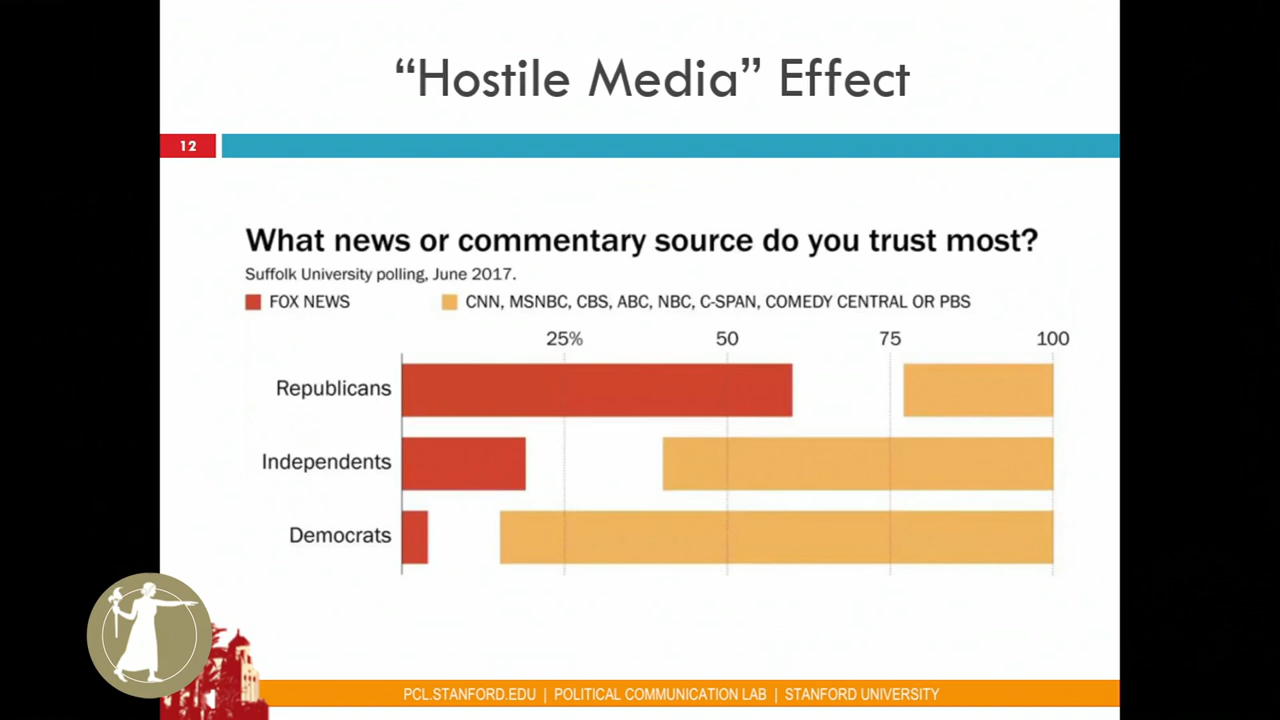 “Hostile Media” Effect
12
What news or commentary source do you trust most?
Suffolk University polling, June 2017.
FOX NEWS
CNN, MSNBC, CBS, ABC, NBC, C-SPAN, COMEDY CENTRAL OR PBS
25% 50 75 100
Republicans
Independents
Democrats
PCL.STANFORD.EDU | POLITICAL COMMUNICATION LAB | STANFORD UNIVERSITY